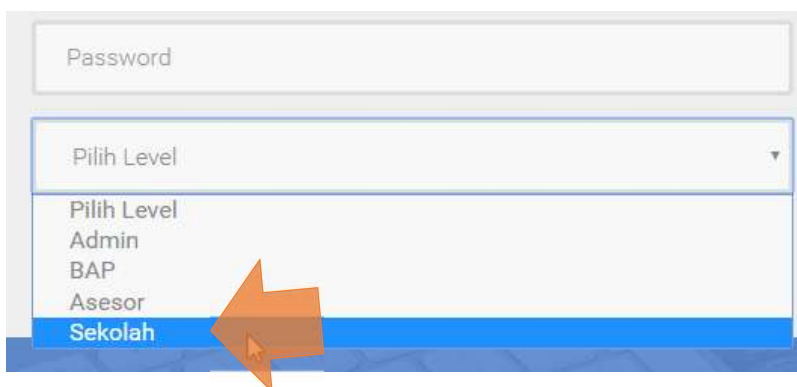 Password
Pilih Level
Pilih Level
Admin
BAP
Asesor
Sekolah